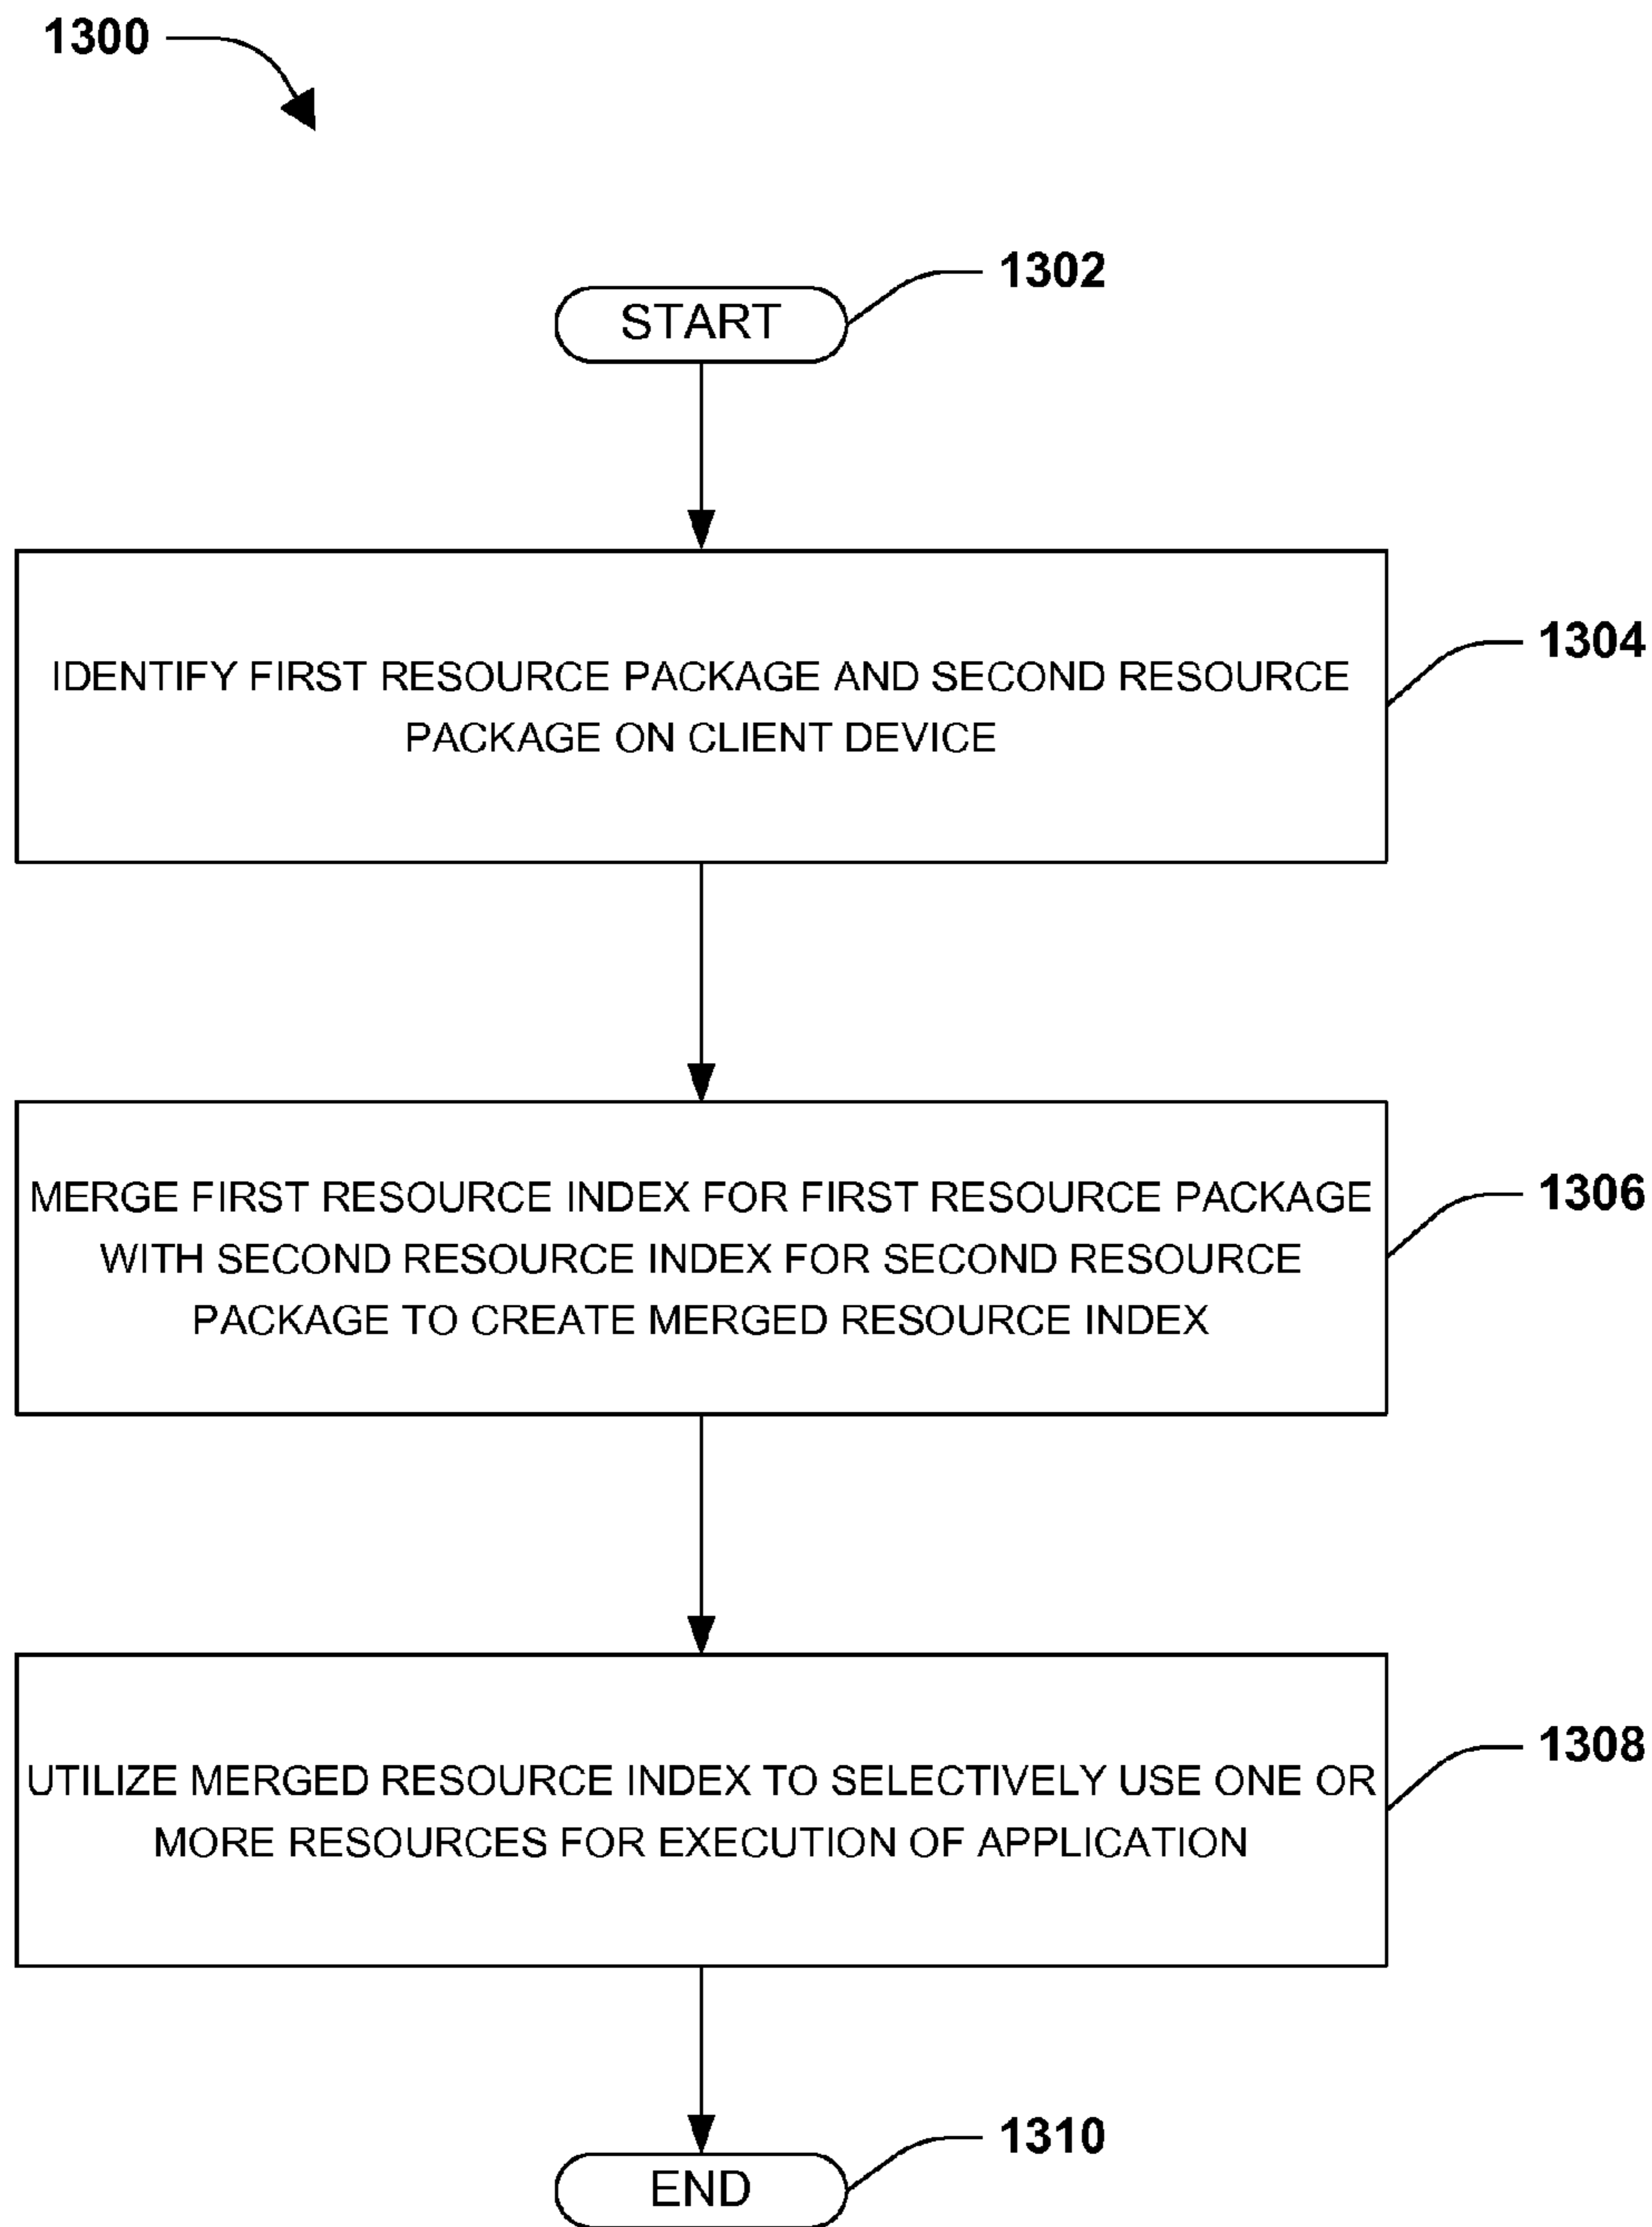 1300
1302
START
1304
IDENTIFY FIRST RESOURCE PACKAGE AND SECOND RESOURCE
PACKAGE ON CLIENT DEVICE
1306
MERGE FIRST RESOURCE INDEX FOR FIRST RESOURCE PACKAGE
WITH SECOND RESOURCE INDEX FOR SECOND RESOURCE
PACKAGE TO CREATE MERGED RESOURCE INDEX
1308
UTILIZE MERGED RESOURCE INDEX TO SELECTIVELY USE ONE OR
MORE RESOURCES FOR EXECUTION OF APPLICATION
1310
END